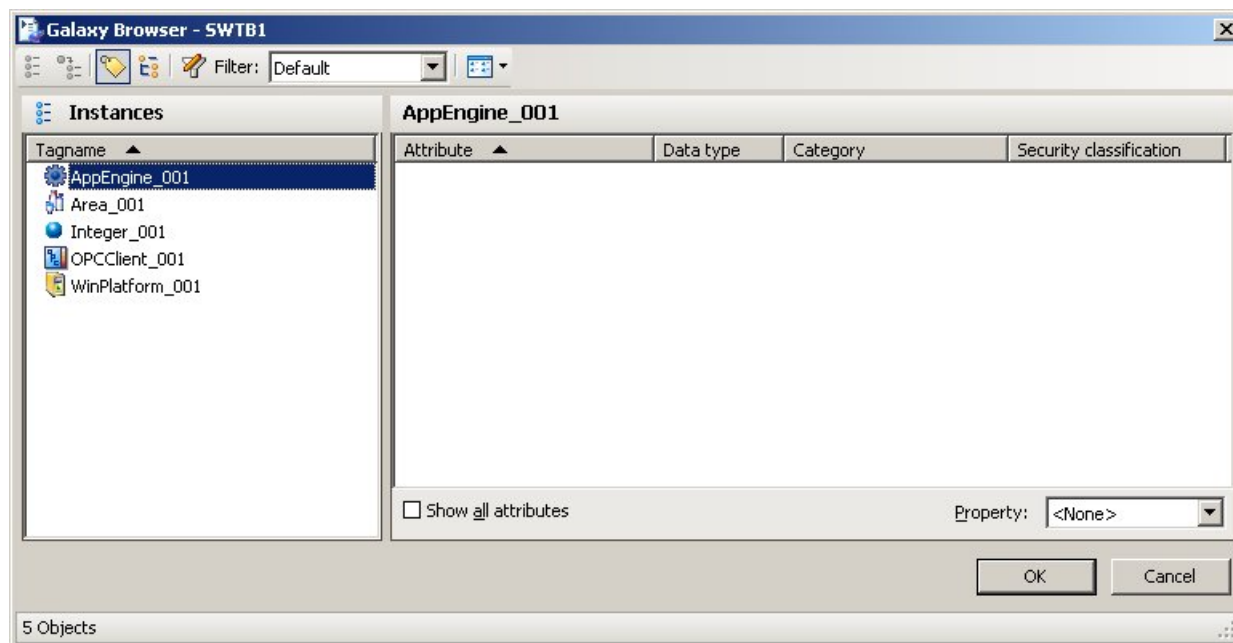 Galaxy Browser - SWTB1
Filter: Default
Instances
AppEngine_001
Tagname
Attribute Data type Category Security classification
AppEngine_001
Area_001
Integer_001
OPCClient_001
WinPlatform_001
Show all attributes
Property: <None>
OK Cancel
5 Objects